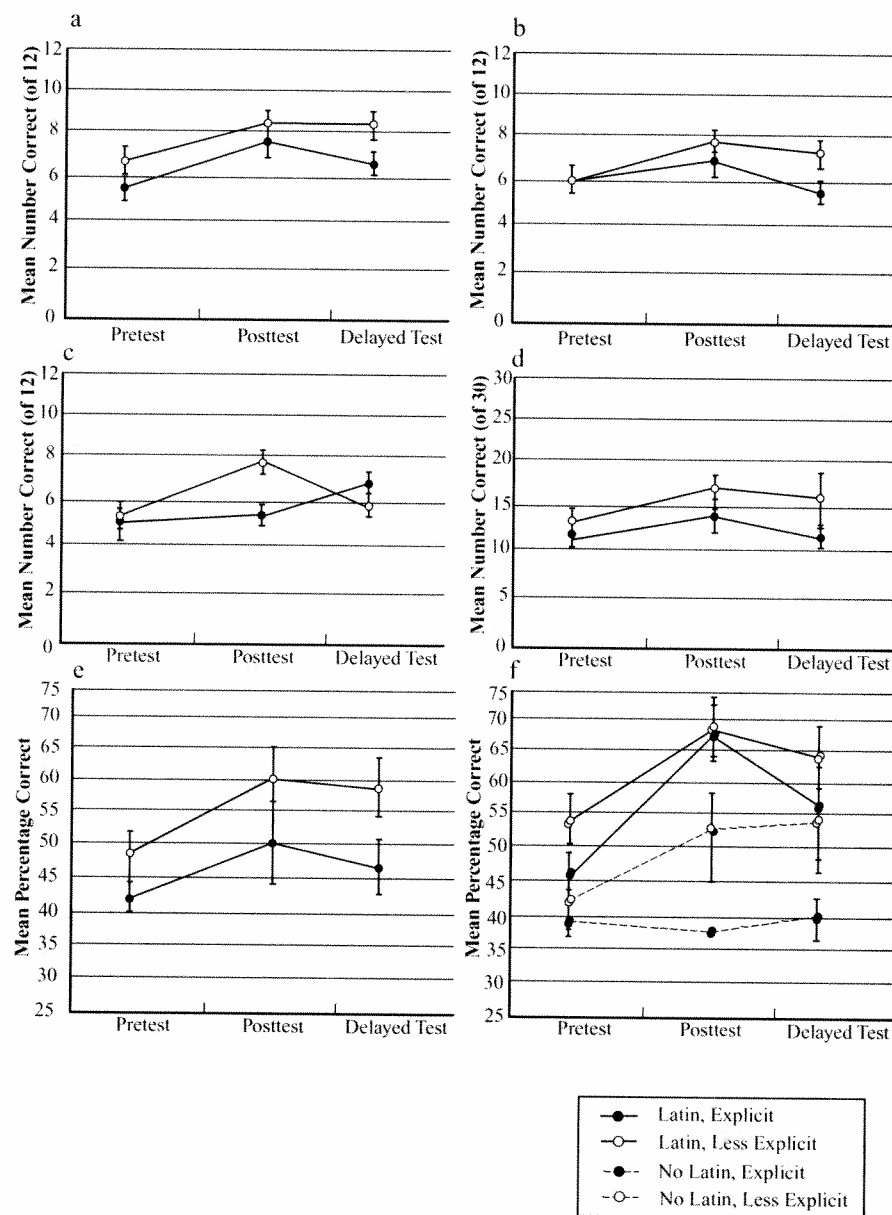 a
Mean Number Correct (of 12)
12
10
8
6
4
2
0
Pretest Posttest Delayed Test
b
Mean Number Correct (of 12)
12
10
8
6
4
2
0
Pretest Posttest Delayed Test
c
Mean Number Correct (of 12)
12
10
8
6
4
2
0
Pretest Posttest Delayed Test
d
Mean Number Correct (of 30)
30
25
20
15
10
5
0
Pretest Posttest Delayed Test
e
Mean Percentage Correct
75
70
65
60
55
50
45
40
35
30
25
Pretest Posttest Delayed Test
f
Mean Percentage Correct
75
70
65
60
55
50
45
40
35
30
25
Pretest Posttest Delayed Test
Latin, Explicit
Latin, Less Explicit
No Latin, Explicit
No Latin, Less Explicit